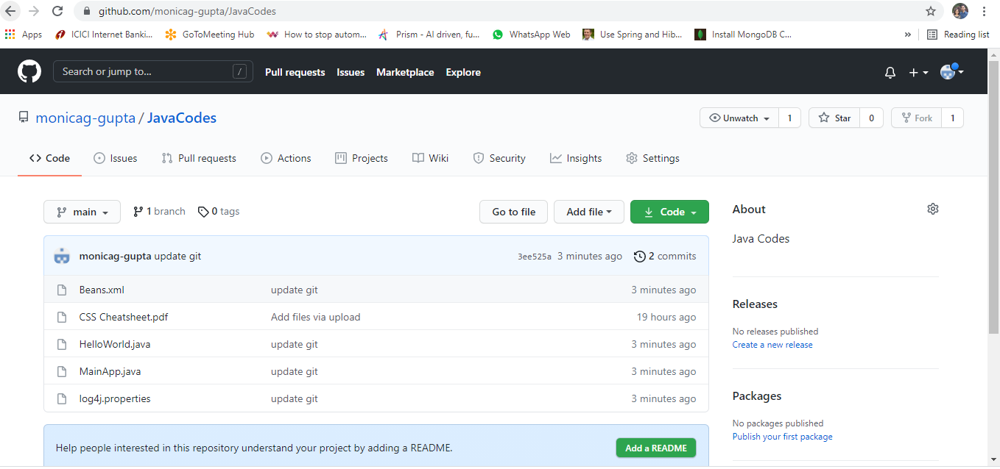 github.com/monicag-gupta/JavaCodes
Apps ICICI Internet Banki... GoToMeeting Hub How to stop autom... Prism - AI driven, fu... WhatsApp Web Use Spring and Hib... Install MongoDB C... » Reading list
Search or jump to... / Pull requests Issues Marketplace Explore
monicag-gupta / JavaCodes Unwatch 1 Star 0 Fork 1
Code Issues Pull requests Actions Projects Wiki Security Insights Settings
main 1 branch 0 tags Go to file Add file Code
About
Java Codes
monicag-gupta update git 3ee525a 3 minutes ago 2 commits
Beans.xml update git 3 minutes ago
CSS Cheatsheet.pdf Add files via upload 19 hours ago
HelloWorld.java update git 3 minutes ago
MainApp.java update git 3 minutes ago
log4j.properties update git 3 minutes ago
Releases
No releases published
Create a new release
Packages
No packages published
Publish your first package
Help people interested in this repository understand your project by adding a README. Add a README